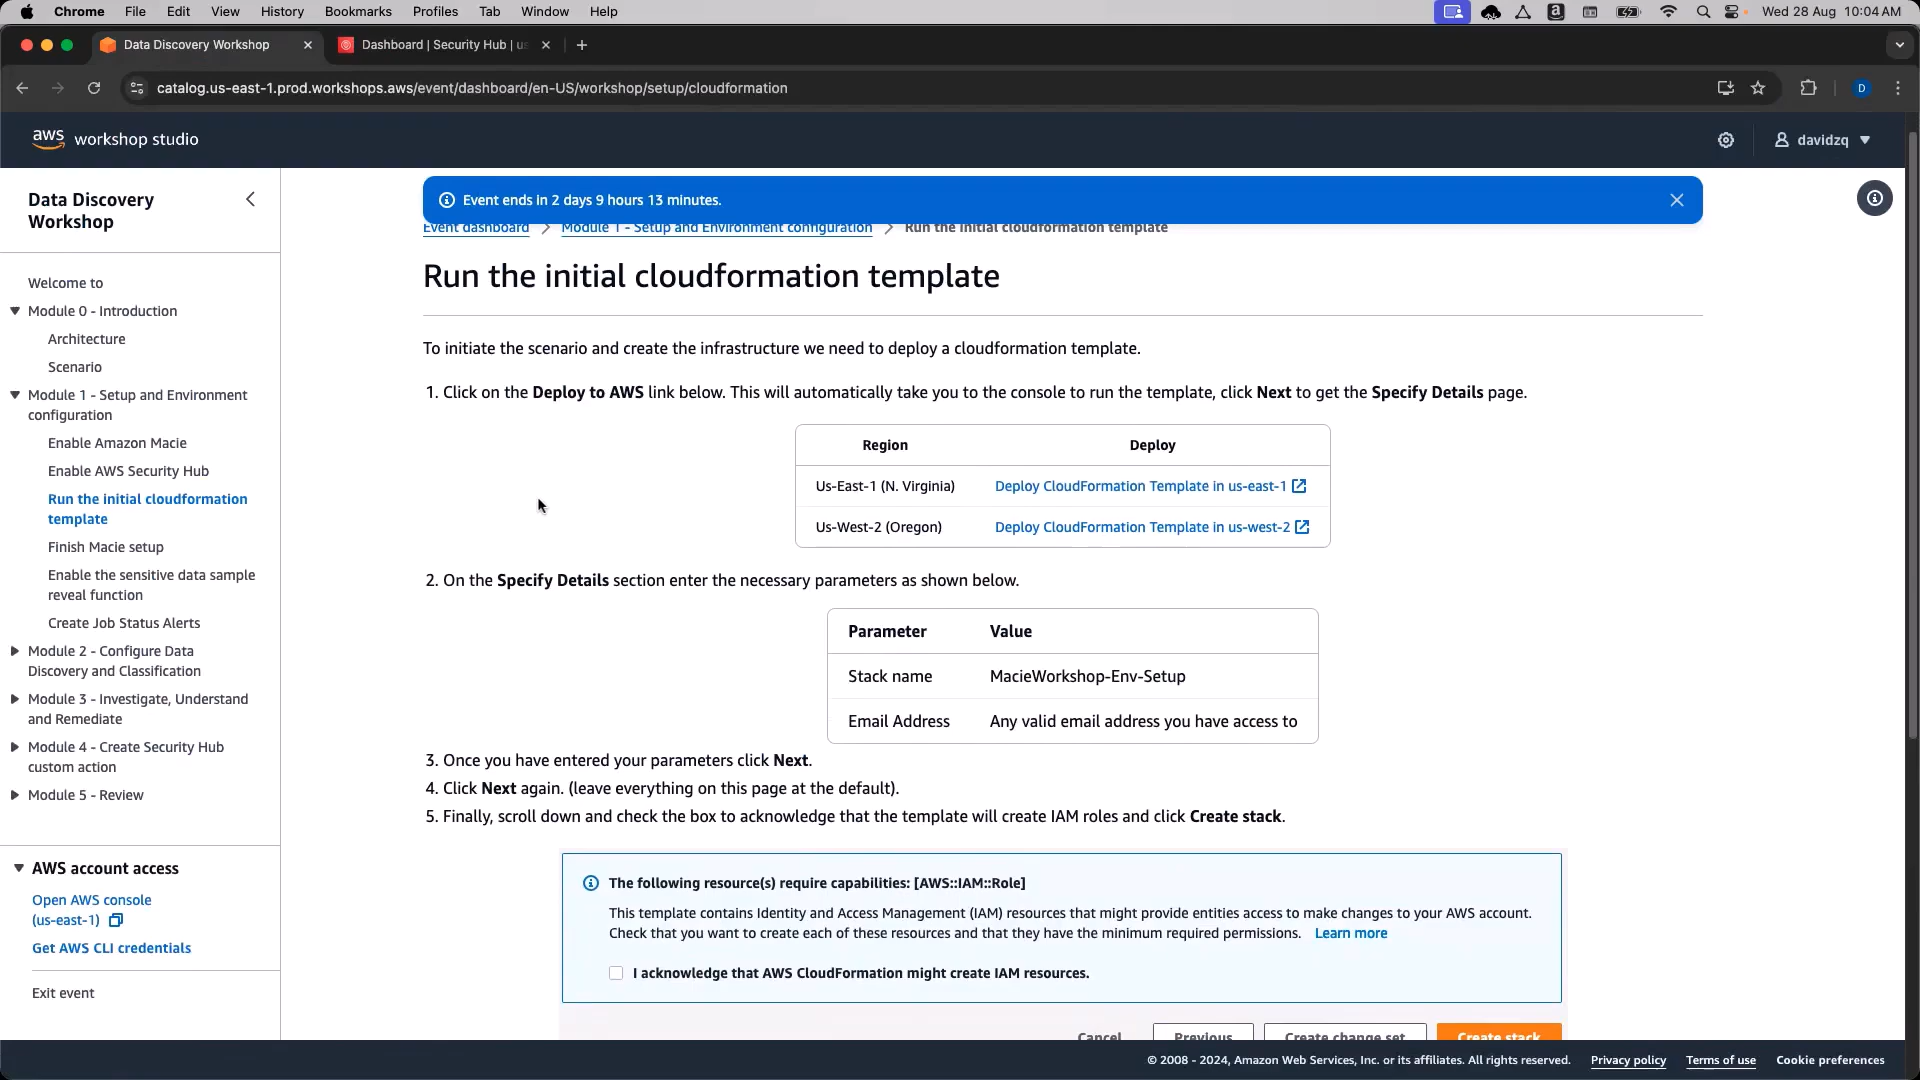 Chrome File Edit View History Bookmarks Profiles Tab Window Help Wed 28 Aug 10:04 AM
Data Discovery Workshop Dashboard | Security Hub | us
catalog.us-east-1.prod.workshops.aws/event/dashboard/en-US/workshop/setup/cloudformation D
aws workshop studio davidzq
Data Discovery
Workshop
Welcome to
Module 0 - Introduction
Architecture
Scenario
Module 1 - Setup and Environment
configuration
Enable Amazon Macie
Enable AWS Security Hub
Run the initial cloudformation
template
Finish Macie setup
Enable the sensitive data sample
reveal function
Create Job Status Alerts
Module 2 - Configure Data
Discovery and Classification
Module 3 - Investigate, Understand
and Remediate
Module 4 - Create Security Hub
custom action
Module 5 - Review
AWS account access
Open AWS console
(us-east-1)
Get AWS CLI credentials
Exit event
Event ends in 2 days 9 hours 13 minutes.
Event dashboard Module 1 - Setup and Environment configuration Run the initial cloudformation template
Run the initial cloudformation template
To initiate the scenario and create the infrastructure we need to deploy a cloudformation template.
1. Click on the Deploy to AWS link below. This will automatically take you to the console to run the template, click Next to get the Specify Details page.
Region Deploy
Us-East-1 (N. Virginia) Deploy CloudFormation Template in us-east-1
Us-West-2 (Oregon) Deploy CloudFormation Template in us-west-2
2. On the Specify Details section enter the necessary parameters as shown below.
Parameter Value
Stack name MacieWorkshop-Env-Setup
Email Address Any valid email address you have access to
3. Once you have entered your parameters click Next.
4. Click Next again. (leave everything on this page at the default).
5. Finally, scroll down and check the box to acknowledge that the template will create IAM roles and click Create stack.
The following resource(s) require capabilities: [AWS::IAM::Role]
This template contains Identity and Access Management (IAM) resources that might provide entities access to make changes to your AWS account.
Check that you want to create each of these resources and that they have the minimum required permissions. Learn more
I acknowledge that AWS CloudFormation might create IAM resources.
Cancel Previous Create change set Create stack
© 2008 - 2024, Amazon Web Services, Inc. or its affiliates. All rights reserved. Privacy policy Terms of use Cookie preferences